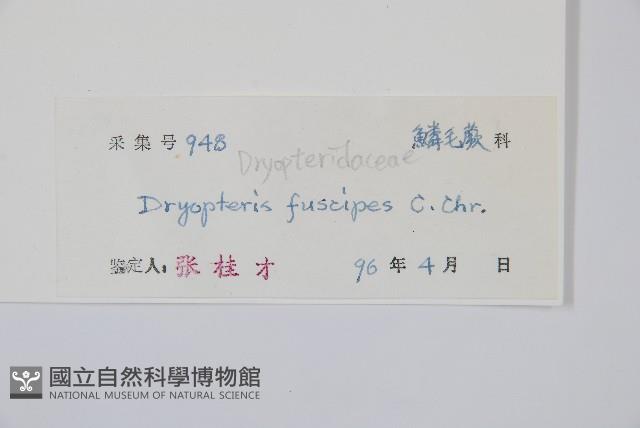 采集号 948 鱗毛蕨 科
Dryopteridaceae
Dryopteris fuscipes C. Chr.
鉴定人: 张桂才 96 年 4 月 日
國立自然科學博物館
NATIONAL MUSEUM OF NATURAL SCIENCE